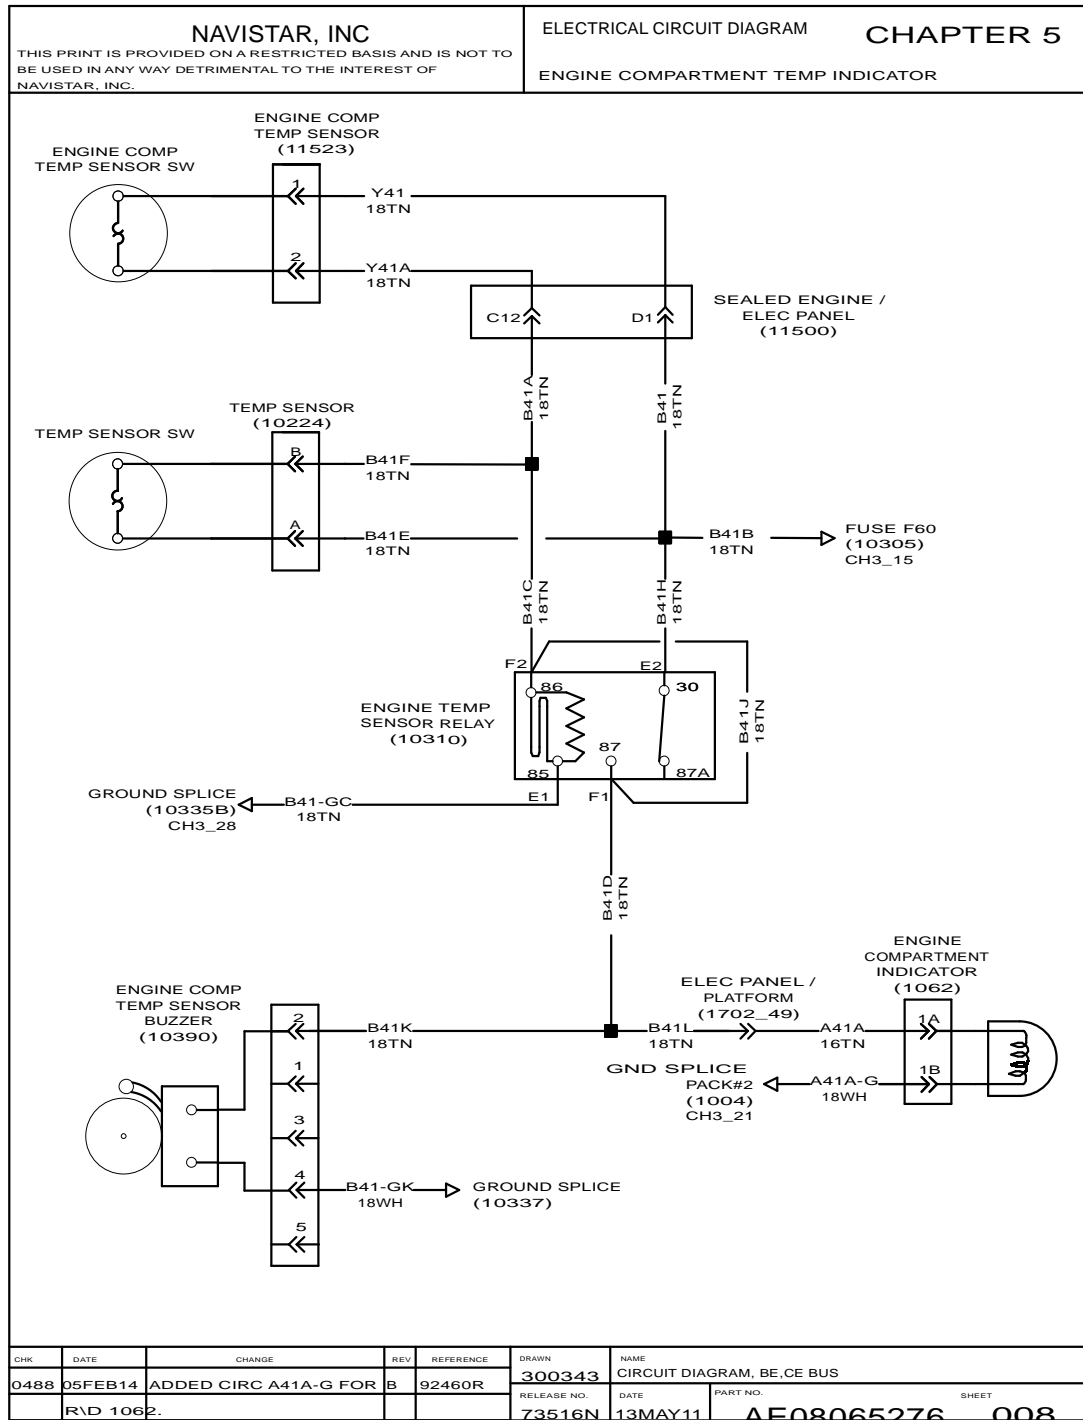 NAVISTAR, INC
THIS PRINT IS PROVIDED ON A RESTRICTED BASIS AND IS NOT TO
BE USED IN ANY WAY DETRIMENTAL TO THE INTEREST OF
NAVISTAR, INC.
ELECTRICAL CIRCUIT DIAGRAM
CHAPTER 5
ENGINE COMPARTMENT TEMP INDICATOR
ENGINE COMP
TEMP SENSOR
(11523)
ENGINE COMP
TEMP SENSOR SW
1
Y41
18TN
2
Y41A
18TN
C12
D1
SEALED ENGINE /
ELEC PANEL
(11500)
B41A
18TN
B41
18TN
TEMP SENSOR
(10224)
TEMP SENSOR SW
B
B41F
18TN
A
B41E
18TN
B41B
18TN
FUSE F60
(10305)
CH3_15
B41C
18TN
B41H
18TN
F2
E2
86
30
ENGINE TEMP
SENSOR RELAY
(10310)
87
85
87A
B41J
18TN
E1
F1
GROUND SPLICE
(10335B)
CH3_28
B41-GC
18TN
B41D
18TN
ENGINE
COMPARTMENT
INDICATOR
(1062)
ENGINE COMP
TEMP SENSOR
BUZZER
(10390)
ELEC PANEL /
PLATFORM
(1702_49)
2
B41K
18TN
B41L
18TN
A41A
16TN
1A
1
GND SPLICE
PACK#2
(1004)
CH3_21
A41A-G
18WH
1B
3
4
B41-GK
18WH
GROUND SPLICE
(10337)
5
CHK DATE CHANGE REV REFERENCE
0488 05FEB14 ADDED CIRC A41A-G FOR B 92460R
R\D 1062.
DRAWN
300343
NAME
CIRCUIT DIAGRAM, BE,CE BUS
RELEASE NO.
73516N
DATE
13MAY11
PART NO.
AE08065276
SHEET
008